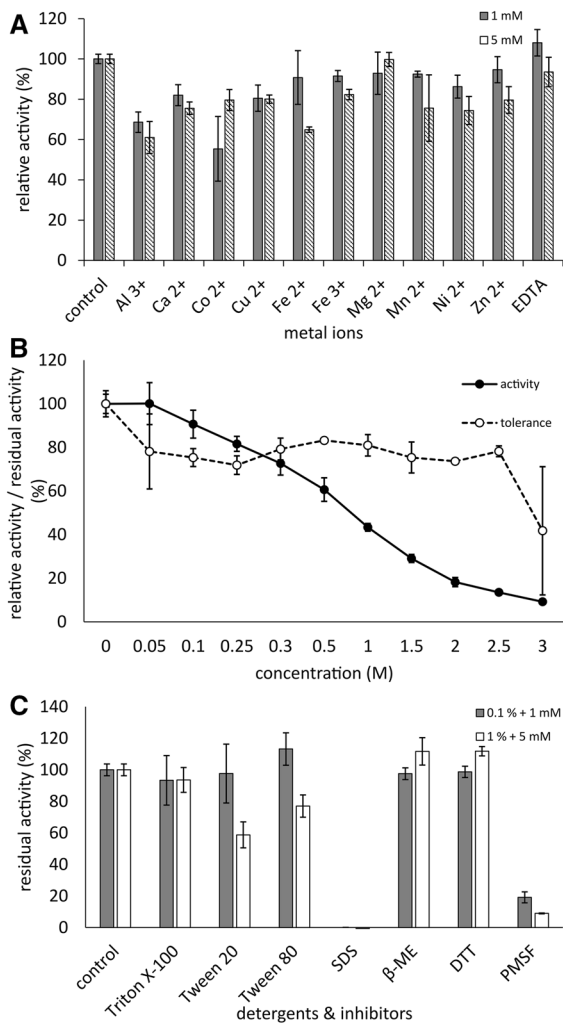 A
1 mM
5 mM
relative activity (%)
120
100
80
60
40
20
0
control
Al 3+
Ca 2+
Co 2+
Cu 2+
Fe 2+
Fe 3+
Mg 2+
Mn 2+
Ni 2+
Zn 2+
EDTA
metal ions
B
activity
tolerance
relative activity / residual activity
(%)
120
100
80
60
40
20
0
0 0.05 0.1 0.25 0.3 0.5 1 1.5 2 2.5 3
concentration (M)
C
0.1 % + 1 mM
1 % + 5 mM
residual activity (%)
140
120
100
80
60
40
20
0
control
Triton X-100
Tween 20
Tween 80
SDS
β-ME
DTT
PMSF
detergents & inhibitors